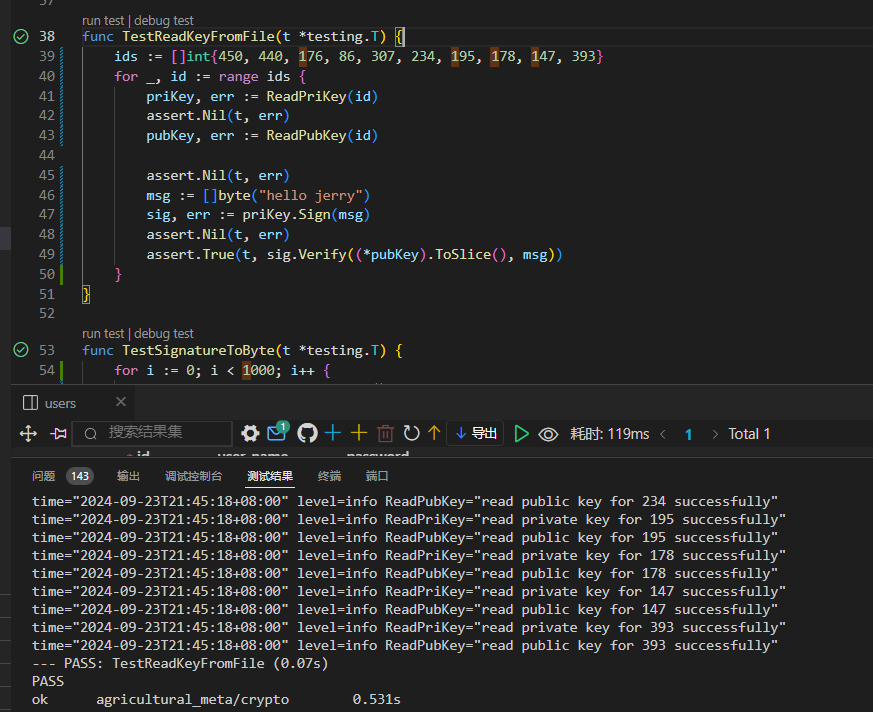 37
run test | debug test
38 func TestReadKeyFromFile(t *testing.T) {
39 ids := []int{450, 440, 176, 86, 307, 234, 195, 178, 147, 393}
40 for _, id := range ids {
41 priKey, err := ReadPriKey(id)
42 assert.Nil(t, err)
43 pubKey, err := ReadPubKey(id)
44
45 assert.Nil(t, err)
46 msg := []byte("hello jerry")
47 sig, err := priKey.Sign(msg)
48 assert.Nil(t, err)
49 assert.True(t, sig.Verify((*pubKey).ToSlice(), msg))
50 }
51 }
52
run test | debug test
53 func TestSignatureToByte(t *testing.T) {
54 for i := 0; i < 1000; i++ {
users
搜索结果集 1 导出 耗时: 119ms < 1 > Total 1
id user_name password
问题 143 输出 调试控制台 测试结果 终端 端口
time="2024-09-23T21:45:18+08:00" level=info ReadPubKey="read public key for 234 successfully"
time="2024-09-23T21:45:18+08:00" level=info ReadPriKey="read private key for 195 successfully"
time="2024-09-23T21:45:18+08:00" level=info ReadPubKey="read public key for 195 successfully"
time="2024-09-23T21:45:18+08:00" level=info ReadPriKey="read private key for 178 successfully"
time="2024-09-23T21:45:18+08:00" level=info ReadPubKey="read public key for 178 successfully"
time="2024-09-23T21:45:18+08:00" level=info ReadPriKey="read private key for 147 successfully"
time="2024-09-23T21:45:18+08:00" level=info ReadPubKey="read public key for 147 successfully"
time="2024-09-23T21:45:18+08:00" level=info ReadPriKey="read private key for 393 successfully"
time="2024-09-23T21:45:18+08:00" level=info ReadPubKey="read public key for 393 successfully"
--- PASS: TestReadKeyFromFile (0.07s)
PASS
ok agricultural_meta/crypto 0.531s